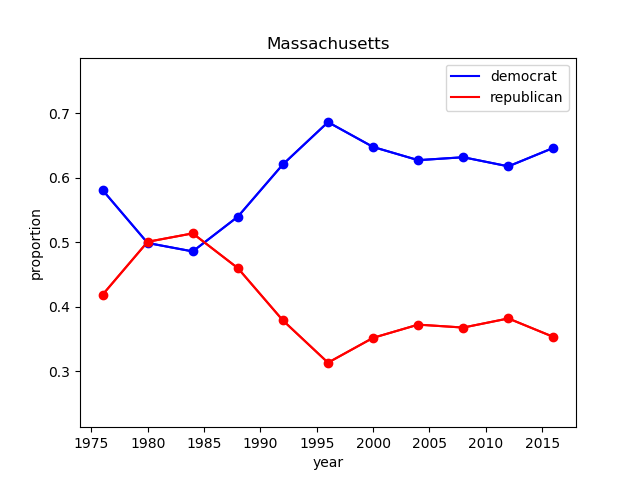 Massachusetts
democrat
republican
0.7
0.6
0.5
0.4
0.3
proportion
1975 1980 1985 1990 1995 2000 2005 2010 2015
year